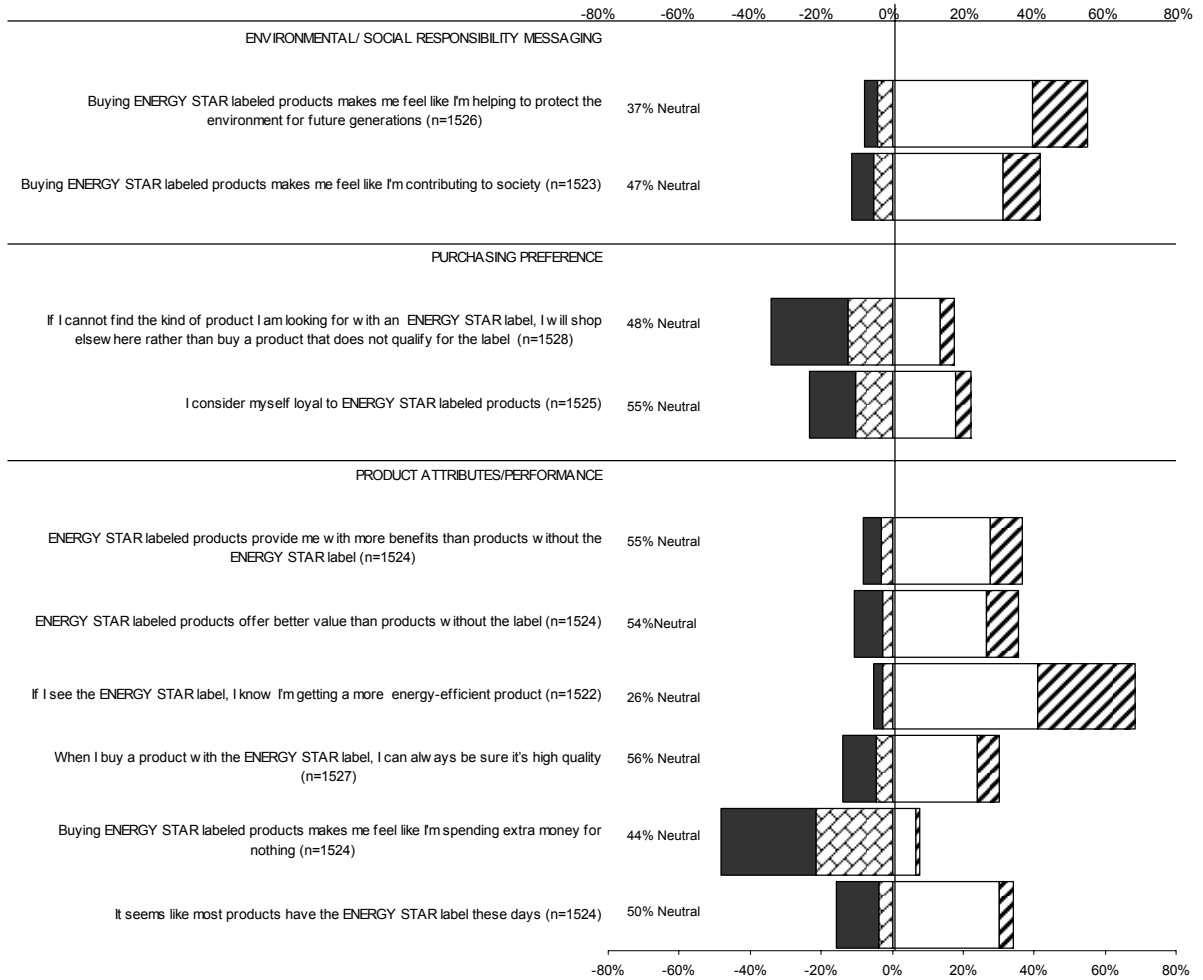 -80% -60% -40% -20% 0% 20% 40% 60% 80%
ENVIRONMENTAL/ SOCIAL RESPONSIBILITY MESSAGING
Buying ENERGY STAR labeled products makes me feel like I'm helping to protect the
environment for future generations (n=1526)
37% Neutral
Buying ENERGY STAR labeled products makes me feel like I'm contributing to society (n=1523)
47% Neutral
PURCHASING PREFERENCE
If I cannot find the kind of product I am looking for with an ENERGY STAR label, I will shop
elsewhere rather than buy a product that does not qualify for the label (n=1528)
48% Neutral
I consider myself loyal to ENERGY STAR labeled products (n=1525)
55% Neutral
PRODUCT ATTRIBUTES/PERFORMANCE
ENERGY STAR labeled products provide me with more benefits than products without the
ENERGY STAR label (n=1524)
55% Neutral
ENERGY STAR labeled products offer better value than products without the label (n=1524)
54%Neutral
If I see the ENERGY STAR label, I know I'm getting a more energy-efficient product (n=1522)
26% Neutral
When I buy a product with the ENERGY STAR label, I can always be sure it's high quality
(n=1527)
56% Neutral
Buying ENERGY STAR labeled products makes me feel like I'm spending extra money for
nothing (n=1524)
44% Neutral
It seems like most products have the ENERGY STAR label these days (n=1524)
50% Neutral
-80% -60% -40% -20% 0% 20% 40% 60% 80%